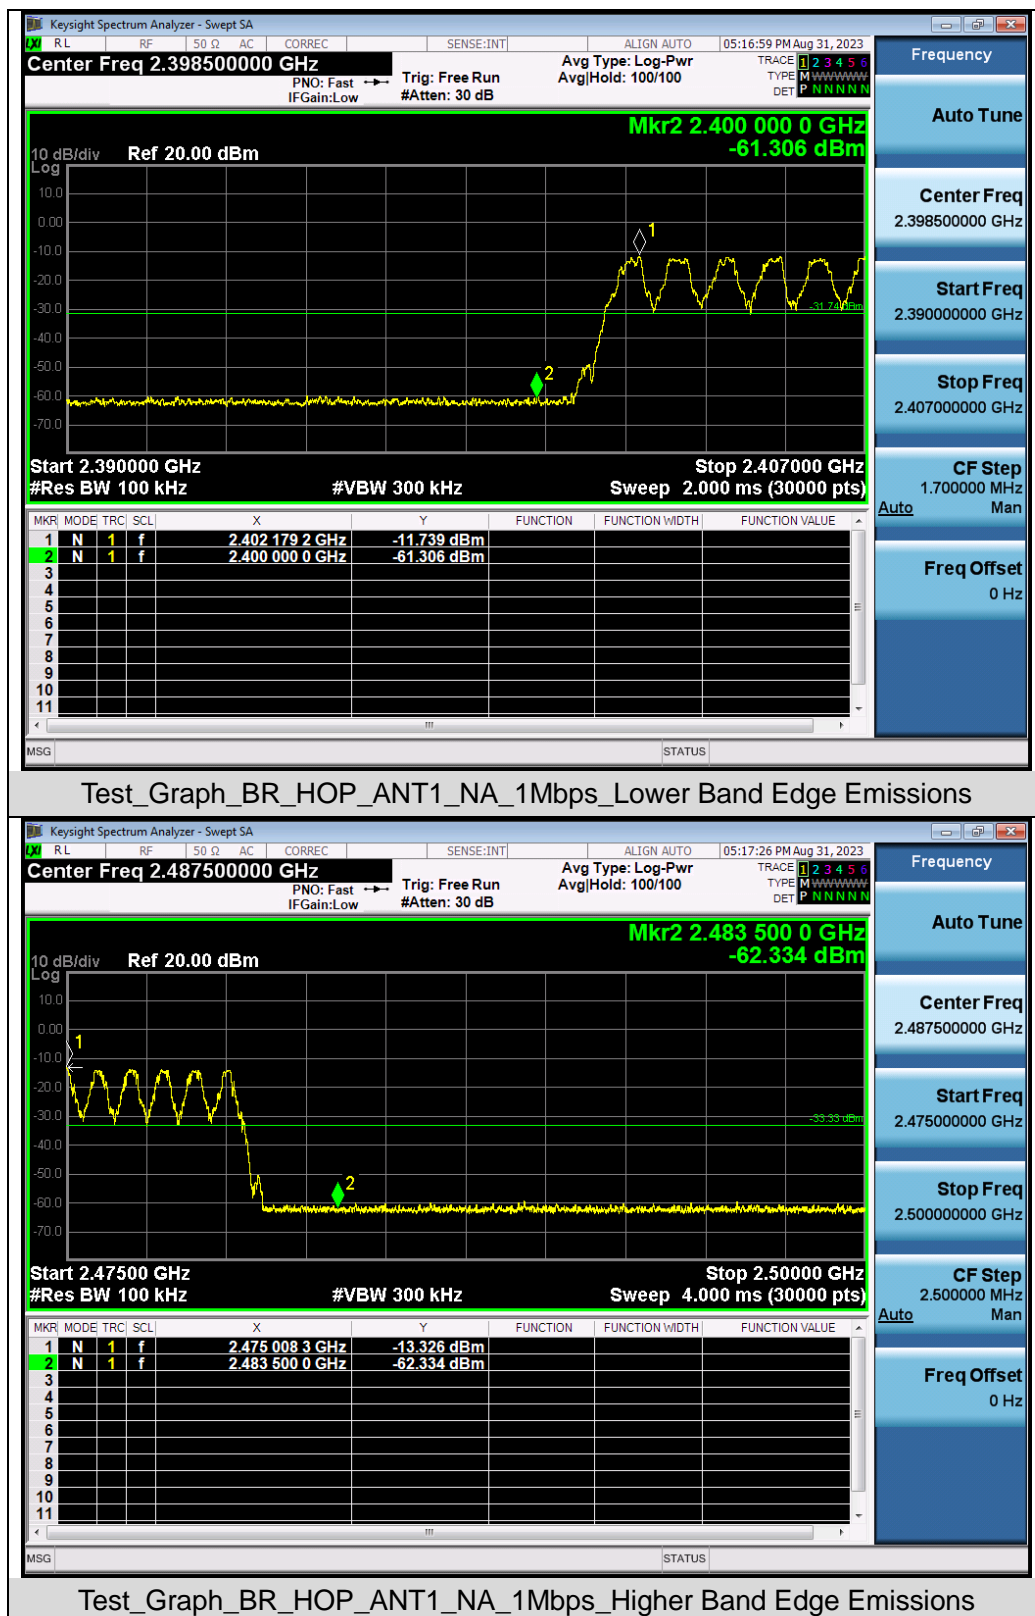 Keysight Spectrum Analyzer - Swept SA
LXI RL RF 50 Ω AC CORREC SENSE:INT ALIGN AUTO 05:16:59 PM Aug 31, 2023
Center Freq 2.398500000 GHz
PNO: Fast
IFGain:Low
Trig: Free Run
#Atten: 30 dB
Avg Type: Log-Pwr
Avg|Hold: 100/100
TRACE 1 2 3 4 5 6
TYPE M WWWWW
DET P N N N N N
Mkr2 2.400 000 0 GHz
-61.306 dBm
10 dB/div
Log
Ref 20.00 dBm
10.0
0.00
-10.0
-20.0
-30.0
-40.0
-50.0
-60.0
-70.0
1
2
-31.74 dBm
Start 2.390000 GHz Stop 2.407000 GHz
#Res BW 100 kHz #VBW 300 kHz Sweep 2.000 ms (30000 pts)
MKR MODE TRC SCL X Y FUNCTION FUNCTION WIDTH FUNCTION VALUE
1 N 1 f 2.402 179 2 GHz -11.739 dBm
2 N 1 f 2.400 000 0 GHz -61.306 dBm
3
4
5
6
7
8
9
10
11
MSG STATUS
Frequency
Auto Tune
Center Freq
2.398500000 GHz
Start Freq
2.390000000 GHz
Stop Freq
2.407000000 GHz
CF Step
1.700000 MHz
Auto Man
Freq Offset
0 Hz
Test_Graph_BR_HOP_ANT1_NA_1Mbps_Lower Band Edge Emissions
Keysight Spectrum Analyzer - Swept SA
LXI RL RF 50 Ω AC CORREC SENSE:INT ALIGN AUTO 05:17:26 PM Aug 31, 2023
Center Freq 2.487500000 GHz
PNO: Fast
IFGain:Low
Trig: Free Run
#Atten: 30 dB
Avg Type: Log-Pwr
Avg|Hold: 100/100
TRACE 1 2 3 4 5 6
TYPE M WWWWW
DET P N N N N N
Mkr2 2.483 500 0 GHz
-62.334 dBm
10 dB/div
Log
Ref 20.00 dBm
10.0
0.00
-10.0
-20.0
-30.0
-40.0
-50.0
-60.0
-70.0
1
2
-33.33 dBm
Start 2.47500 GHz Stop 2.50000 GHz
#Res BW 100 kHz #VBW 300 kHz Sweep 4.000 ms (30000 pts)
MKR MODE TRC SCL X Y FUNCTION FUNCTION WIDTH FUNCTION VALUE
1 N 1 f 2.475 008 3 GHz -13.326 dBm
2 N 1 f 2.483 500 0 GHz -62.334 dBm
3
4
5
6
7
8
9
10
11
MSG STATUS
Frequency
Auto Tune
Center Freq
2.487500000 GHz
Start Freq
2.475000000 GHz
Stop Freq
2.500000000 GHz
CF Step
2.500000 MHz
Auto Man
Freq Offset
0 Hz
Test_Graph_BR_HOP_ANT1_NA_1Mbps_Higher Band Edge Emissions